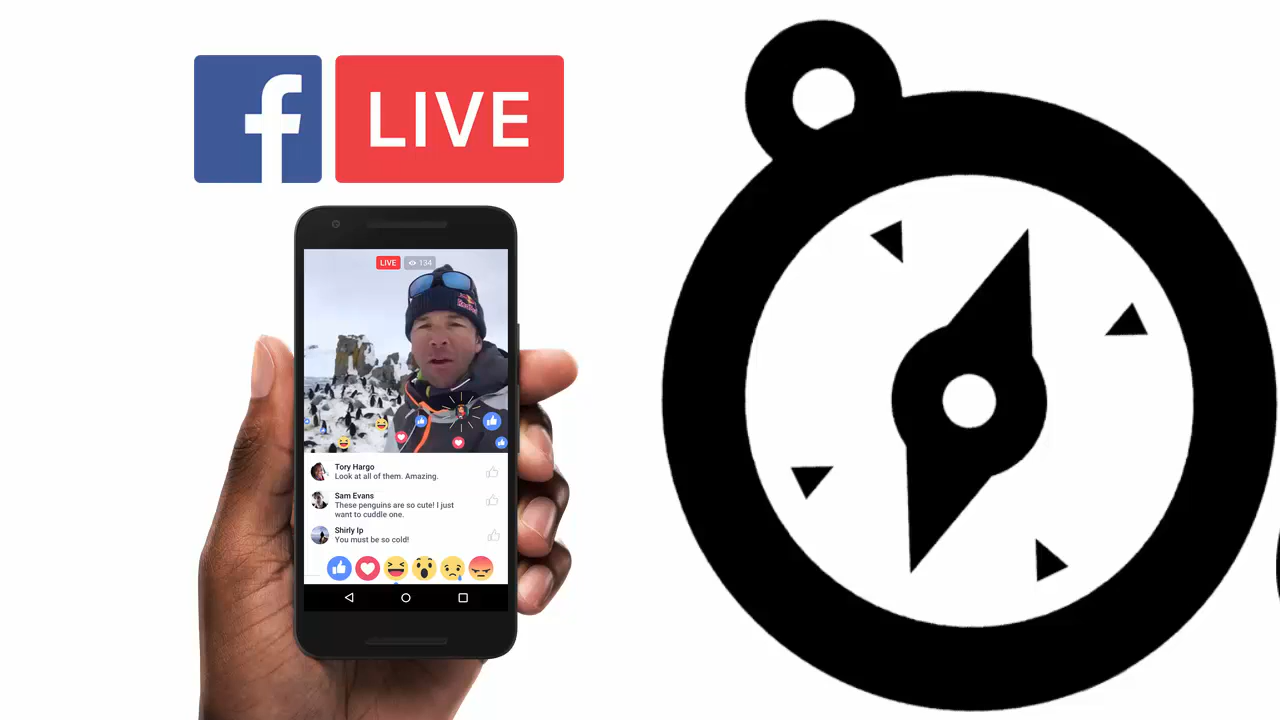 f LIVE
LIVE 134
Tory Hargo
Look at all of them. Amazing.
Sam Evans
These penguins are so cute! I just
want to cuddle one.
Shirly Ip
You must be so cold!